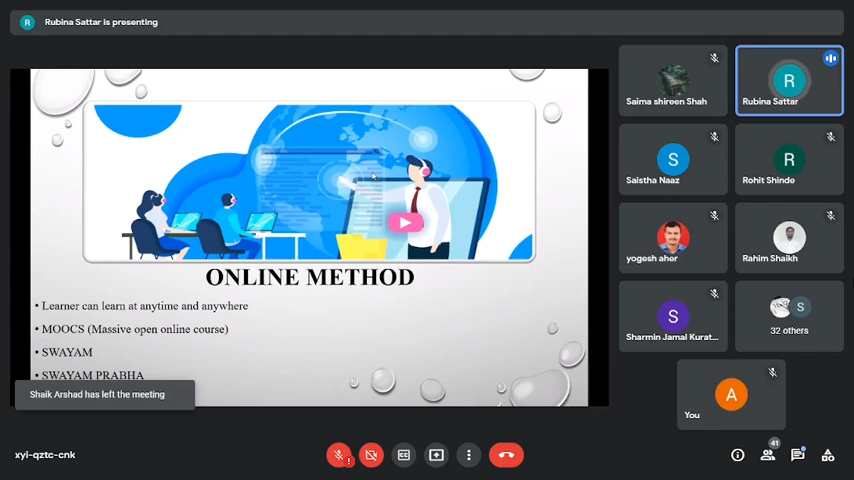 R Rubina Sattar is presenting
ONLINE METHOD
• Learner can learn at anytime and anywhere
• MOOCS (Massive open online course)
• SWAYAM
• SWAYAM PRABHA
Shaik Arshad has left the meeting
Saima shireen Shah
R
Rubina Sattar
S
Saistha Naaz
R
Rohit Shinde
yogesh aher
Rahim Shaikh
S
Sharmin Jamal Kurat...
S
32 others
A
You
xyi-qztc-cnk
41